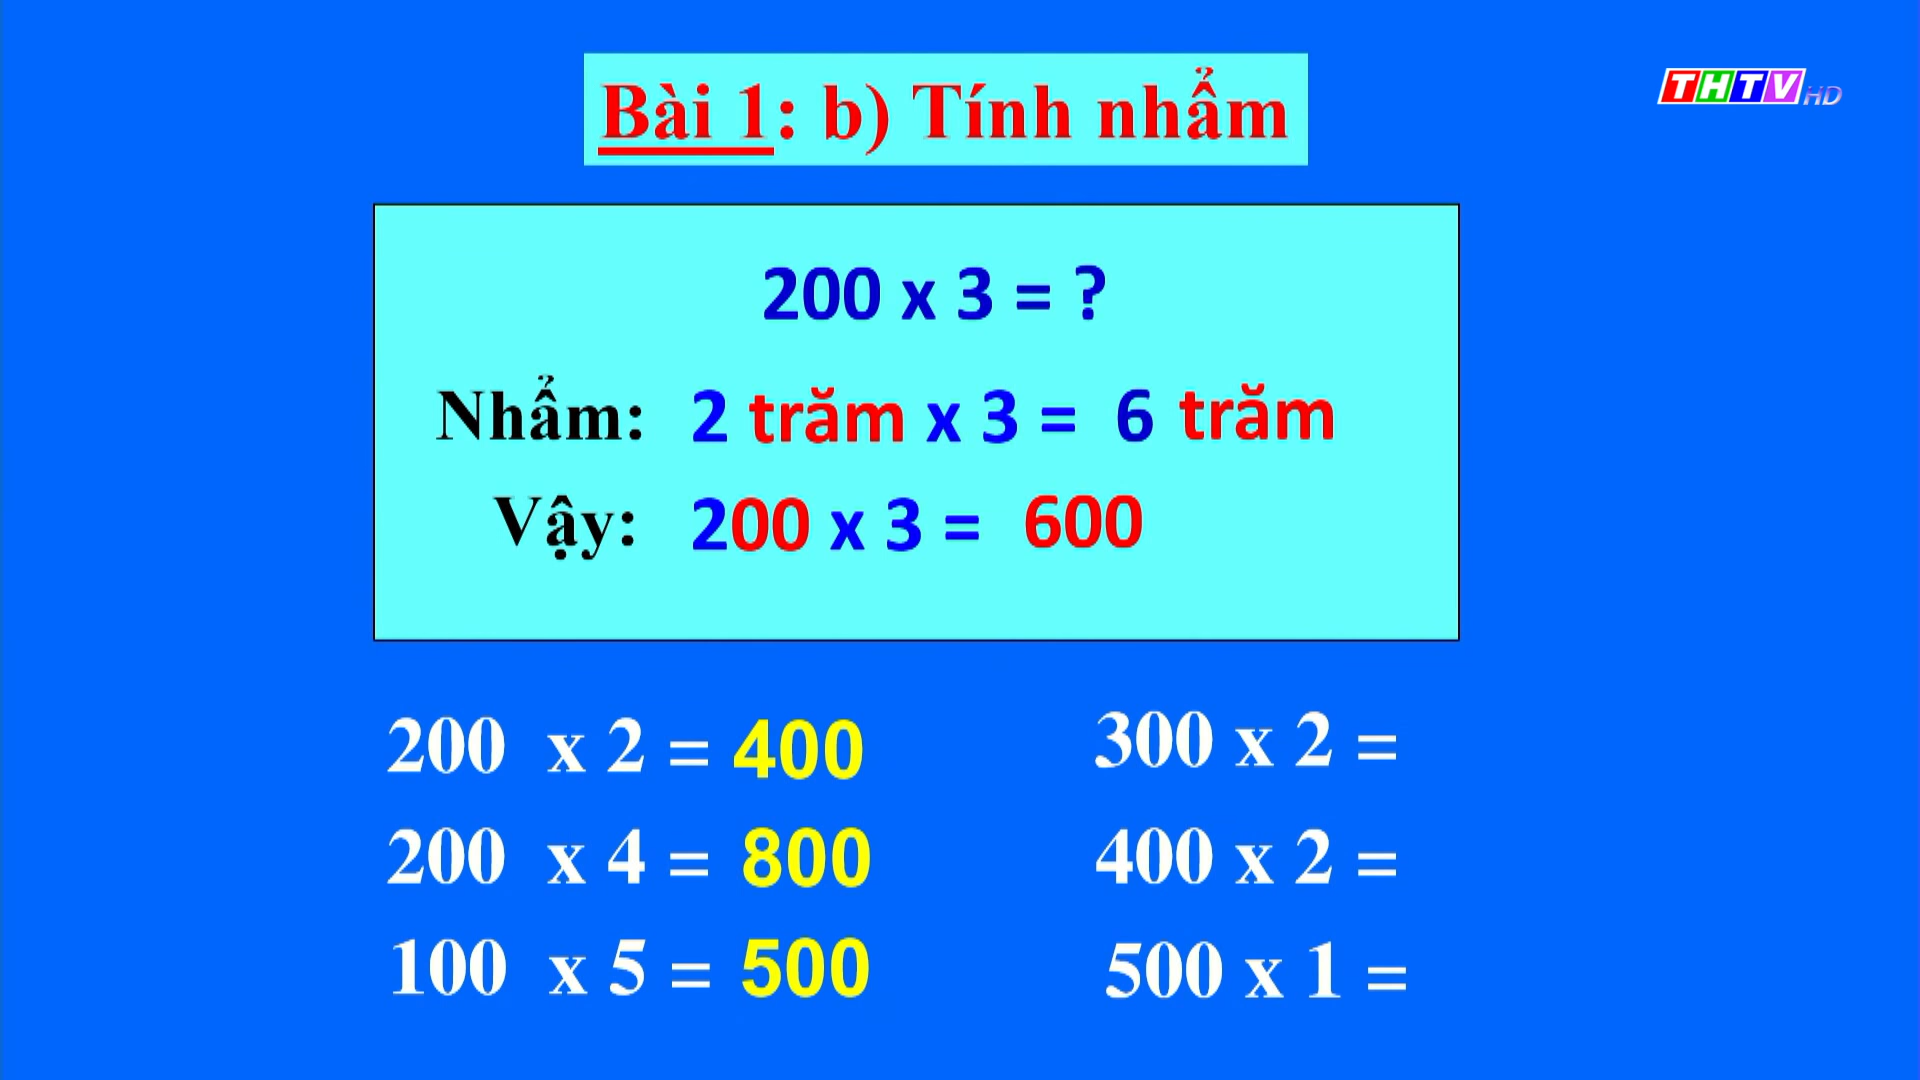 Bài 1: b) Tính nhẩm
THTV HD
200 x 3 = ?
Nhẩm: 2 trăm x 3 = 6 trăm
Vậy: 200 x 3 = 600
200 x 2 = 400
200 x 4 = 800
100 x 5 = 500
300 x 2 =
400 x 2 =
500 x 1 =